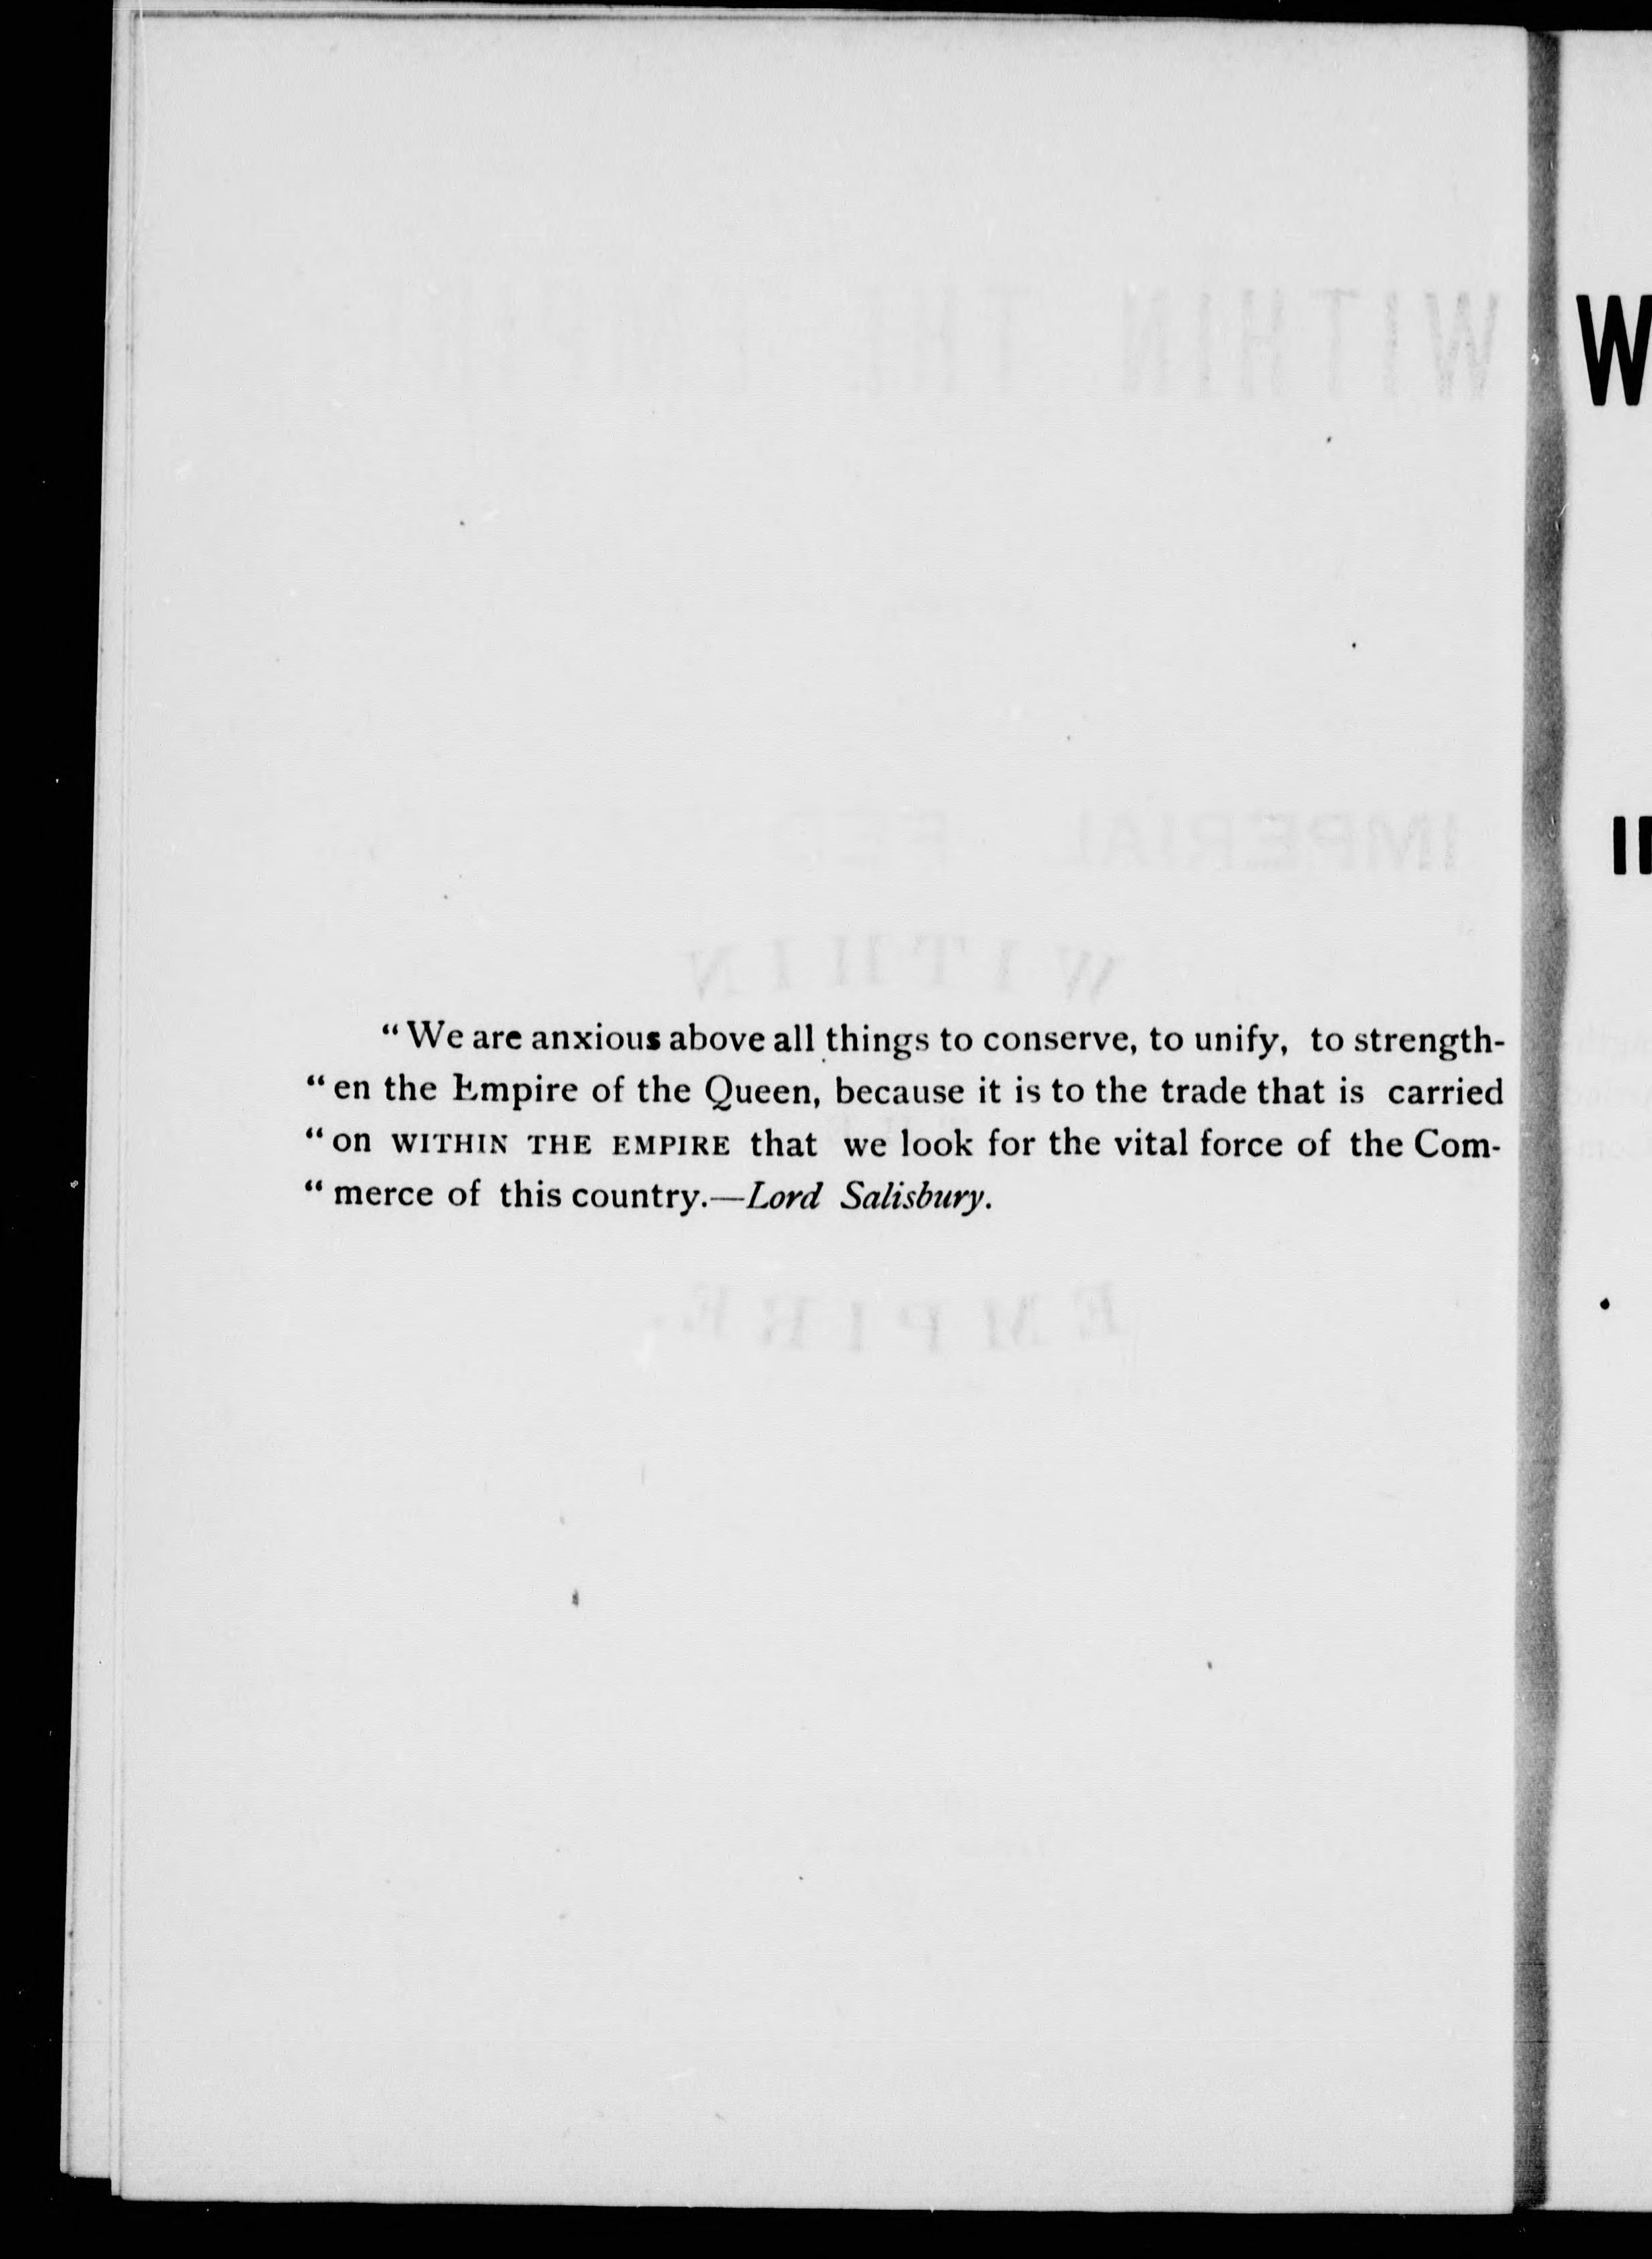 “We are anxious above all things to conserve, to unify, to strength-
“en the Empire of the Queen, because it is to the trade that is carried
“on WITHIN THE EMPIRE that we look for the vital force of the Com-
“merce of this country.—Lord Salisbury.
W